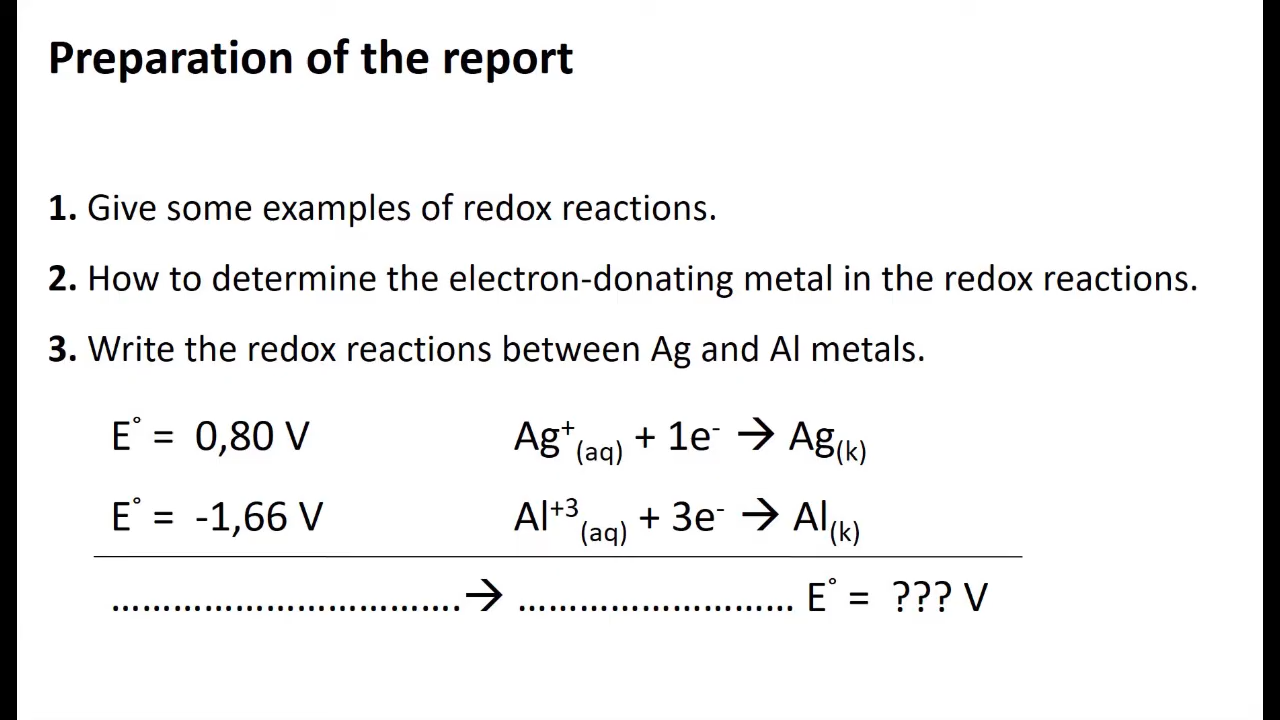 Preparation of the report
1. Give some examples of redox reactions.
2. How to determine the electron-donating metal in the redox reactions.
3. Write the redox reactions between Ag and Al metals.
E° = 0,80 V Ag⁺(aq) + 1e⁻ → Ag(k)
E° = -1,66 V Al⁺³(aq) + 3e⁻ → Al(k)
……………………………..→ ……………………… E° = ??? V